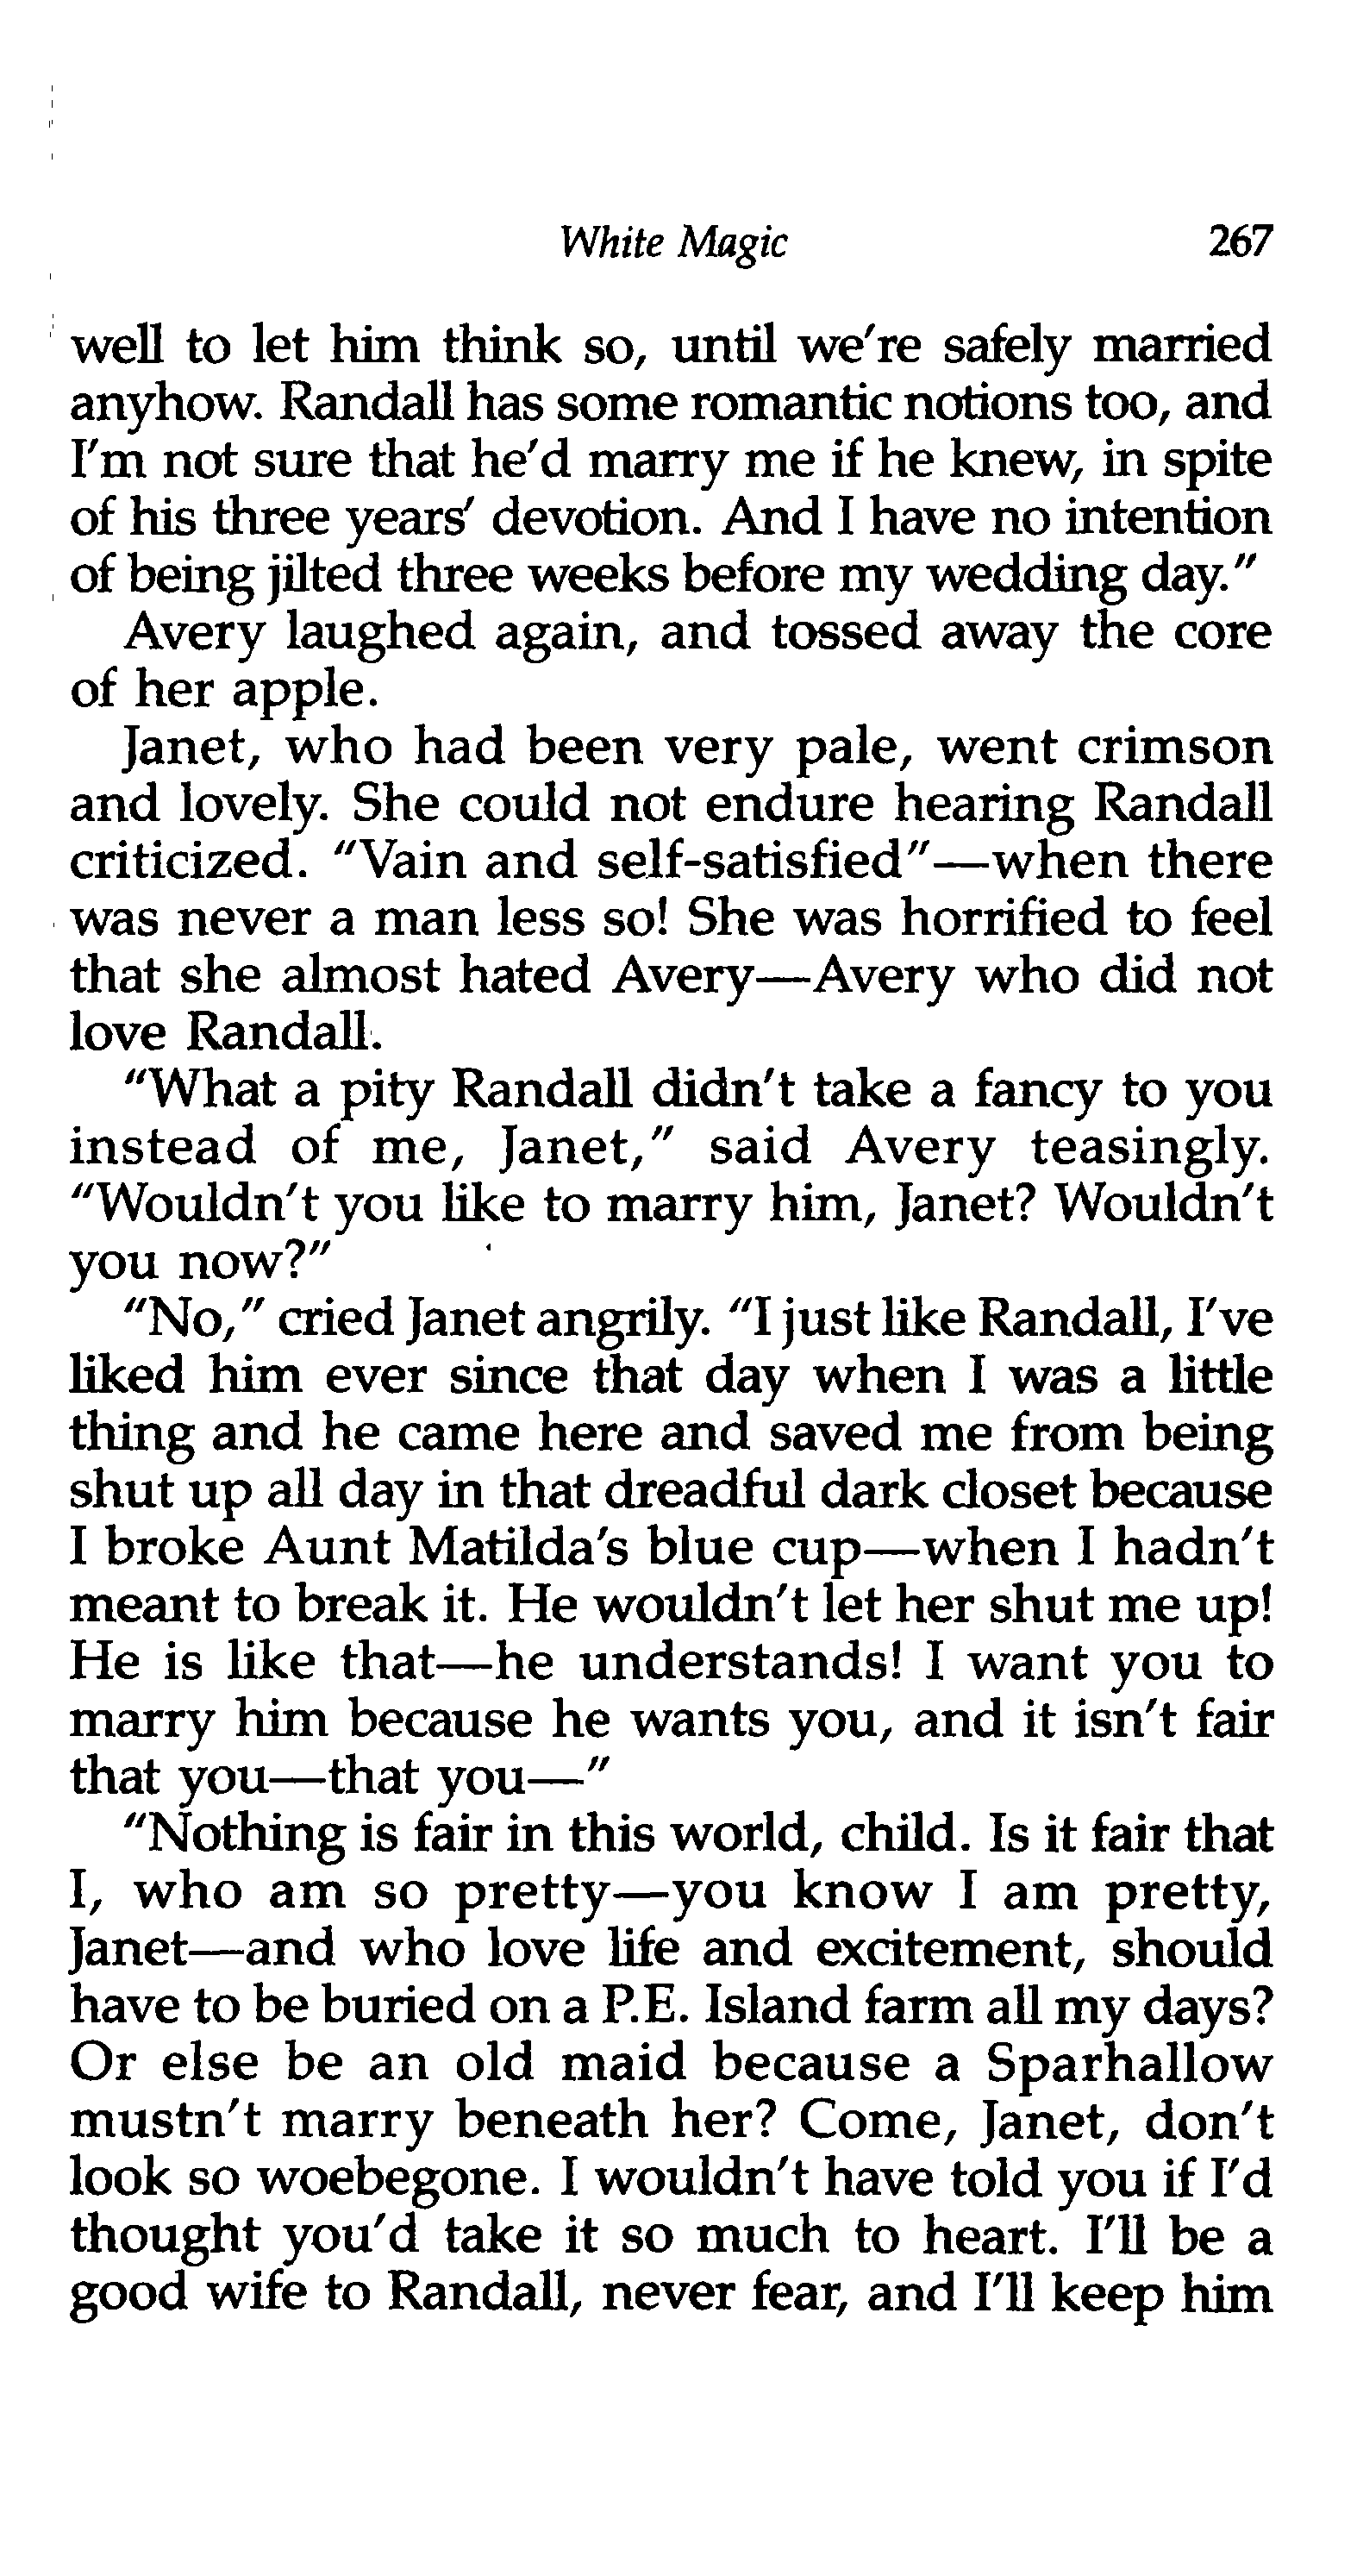 White Magic 267
well to let him think so, until we're safely married
anyhow. Randall has some romantic notions too, and
I'm not sure that he'd marry me if he knew, in spite
of his three years' devotion. And I have no intention
of being jilted three weeks before my wedding day."
Avery laughed again, and tossed away the core
of her apple.
Janet, who had been very pale, went crimson
and lovely. She could not endure hearing Randall
criticized. "Vain and self-satisfied"—when there
was never a man less so! She was horrified to feel
that she almost hated Avery—Avery who did not
love Randall.
"What a pity Randall didn't take a fancy to you
instead of me, Janet," said Avery teasingly.
"Wouldn't you like to marry him, Janet? Wouldn't
you now?"
"No," cried Janet angrily. "I just like Randall, I've
liked him ever since that day when I was a little
thing and he came here and saved me from being
shut up all day in that dreadful dark closet because
I broke Aunt Matilda's blue cup—when I hadn't
meant to break it. He wouldn't let her shut me up!
He is like that—he understands! I want you to
marry him because he wants you, and it isn't fair
that you—that you—"
"Nothing is fair in this world, child. Is it fair that
I, who am so pretty—you know I am pretty,
Janet—and who love life and excitement, should
have to be buried on a P.E. Island farm all my days?
Or else be an old maid because a Sparhallow
mustn't marry beneath her? Come, Janet, don't
look so woebegone. I wouldn't have told you if I'd
thought you'd take it so much to heart. I'll be a
good wife to Randall, never fear, and I'll keep him